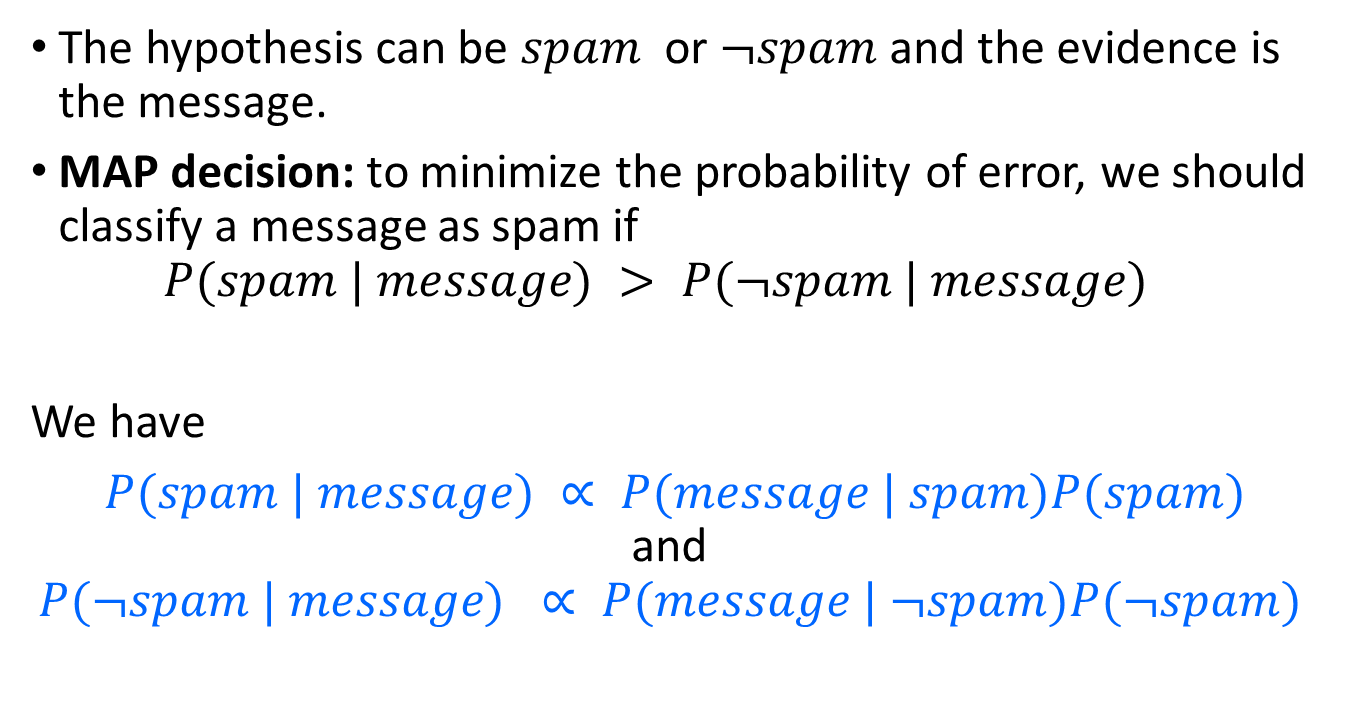 • The hypothesis can be spam or ¬spam and the evidence is
the message.
• MAP decision: to minimize the probability of error, we should
classify a message as spam if
P(spam | message) > P(¬spam | message)
We have
P(spam | message) ∝ P(message | spam)P(spam)
and
P(¬spam | message) ∝ P(message | ¬spam)P(¬spam)